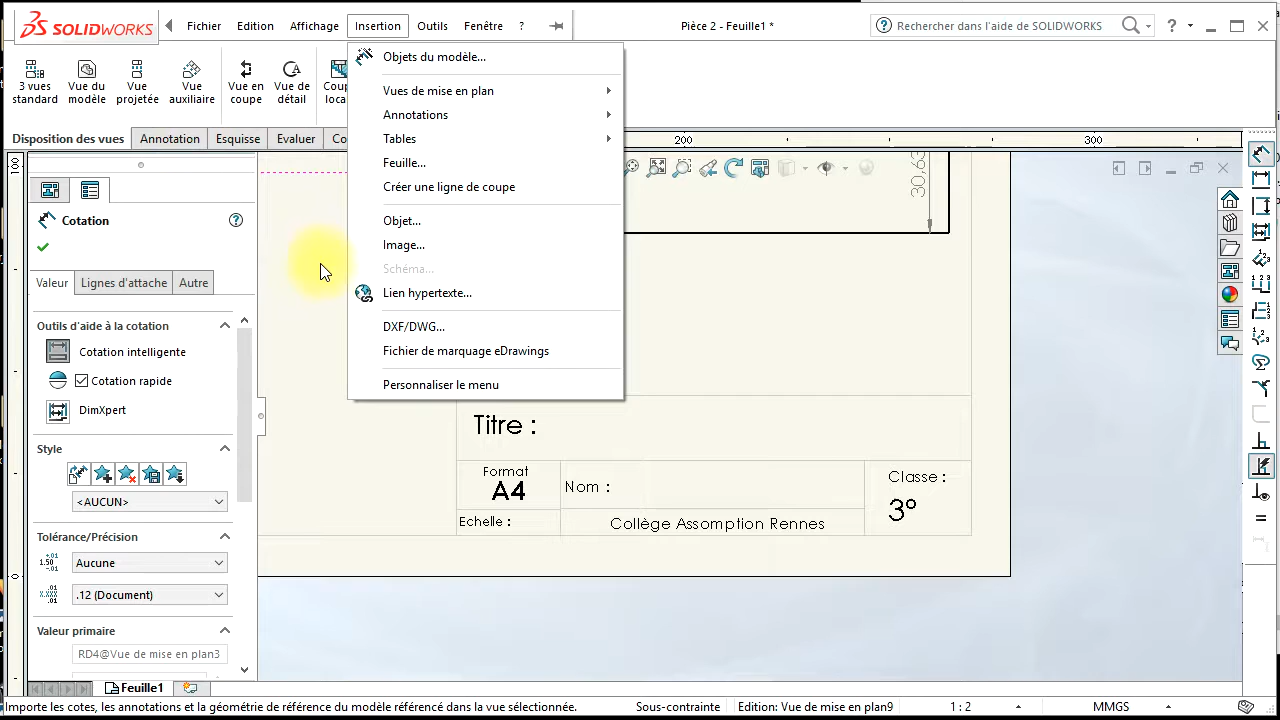 SOLIDWORKS
Fichier Edition Affichage Insertion Outils Fenêtre ?
Pièce 2 - Feuille1 *
Rechercher dans l'aide de SOLIDWORKS
?
3 vues standard
Vue du modèle
Vue projetée
Vue auxiliaire
Vue en coupe
Vue de détail
Coup
loca
Disposition des vues Annotation Esquisse Evaluer Co
Objets du modèle...
Vues de mise en plan
Annotations
Tables
Feuille...
Créer une ligne de coupe
Objet...
Image...
Schéma...
Lien hypertexte...
DXF/DWG...
Fichier de marquage eDrawings
Personnaliser le menu
200 300
100
0
30,63
Cotation
Valeur Lignes d'attache Autre
Outils d'aide à la cotation
Cotation intelligente
Cotation rapide
DimXpert
Style
<AUCUN>
Tolérance/Précision
Aucune
.12 (Document)
Valeur primaire
RD4@Vue de mise en plan3
Titre :
Format
A4
Nom :
Classe :
3°
Echelle :
Collège Assomption Rennes
Feuille1
Importe les cotes, les annotations et la géométrie de référence du modèle référencé dans la vue sélectionnée. Sous-contrainte Edition: Vue de mise en plan9 1 : 2 MMGS